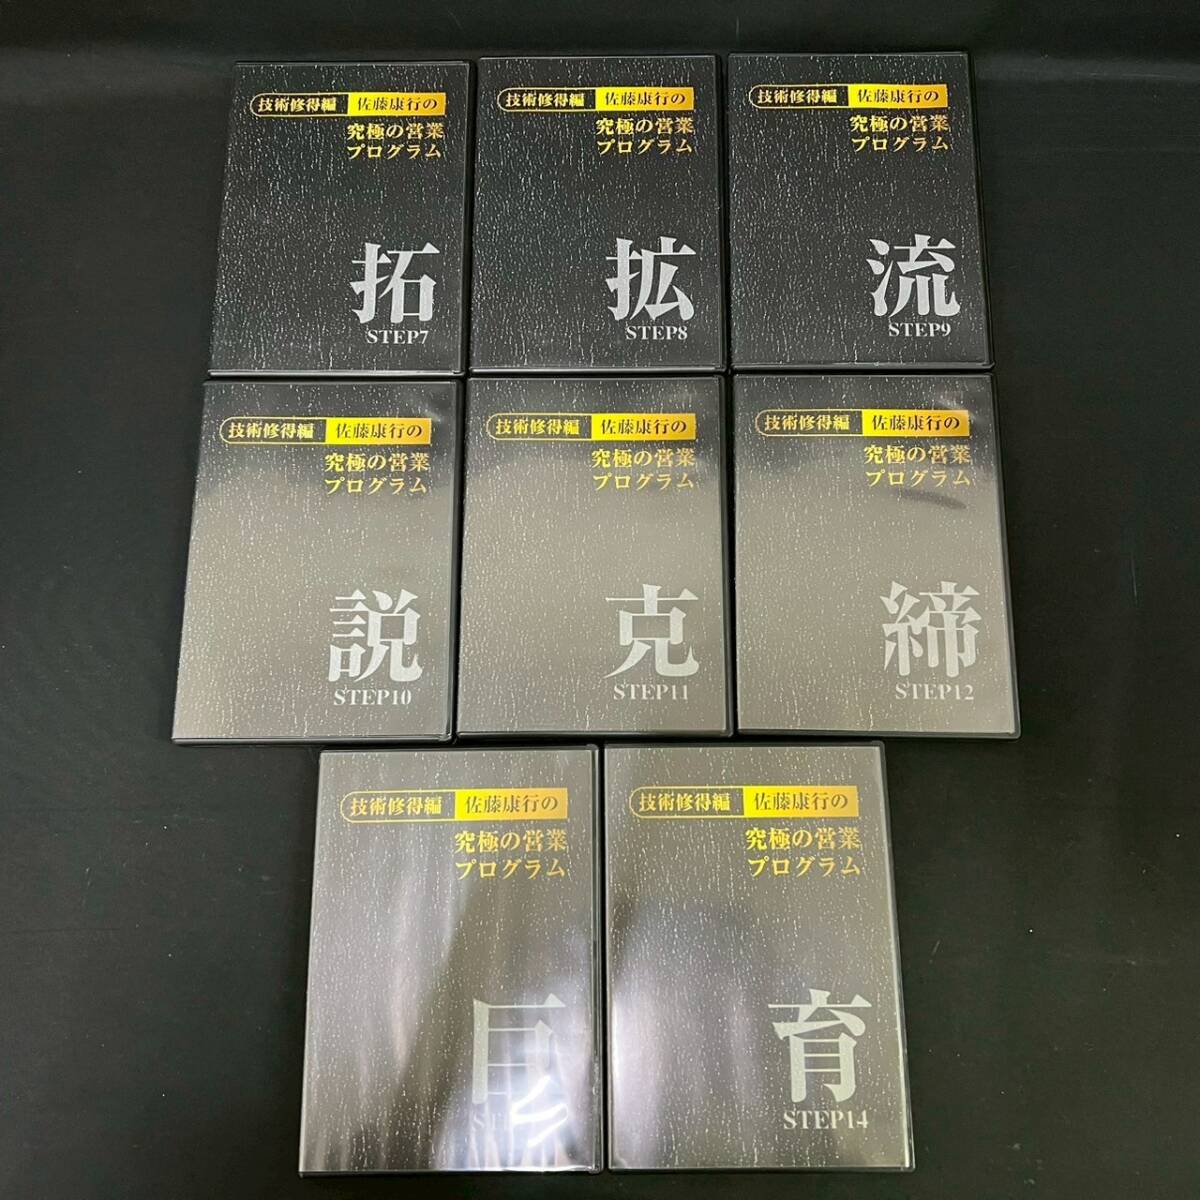 技術修得編 佐藤康行の
究極の営業
プログラム
拓
STEP7
技術修得編 佐藤康行の
究極の営業
プログラム
拡
STEP8
技術修得編 佐藤康行の
究極の営業
プログラム
流
STEP9
技術修得編 佐藤康行の
究極の営業
プログラム
説
STEP10
技術修得編 佐藤康行の
究極の営業
プログラム
克
STEP11
技術修得編 佐藤康行の
究極の営業
プログラム
締
STEP12
技術修得編 佐藤康行の
究極の営業
プログラム
巨
技術修得編 佐藤康行の
究極の営業
プログラム
育
STEP14